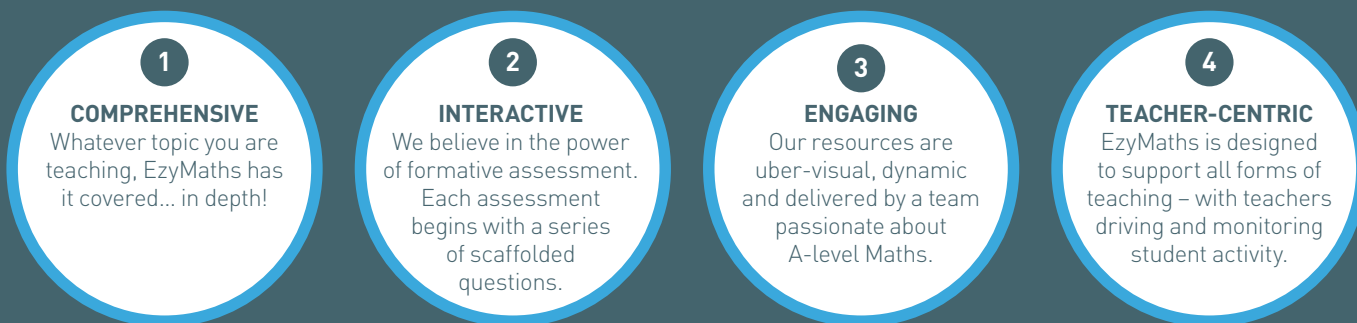 1
COMPREHENSIVE
Whatever topic you are
teaching, EzyMaths has
it covered... in depth!
2
INTERACTIVE
We believe in the power
of formative assessment.
Each assessment
begins with a series
of scaffolded
questions.
3
ENGAGING
Our resources are
uber-visual, dynamic
and delivered by a team
passionate about
A-level Maths.
4
TEACHER-CENTRIC
EzyMaths is designed
to support all forms of
teaching – with teachers
driving and monitoring
student activity.